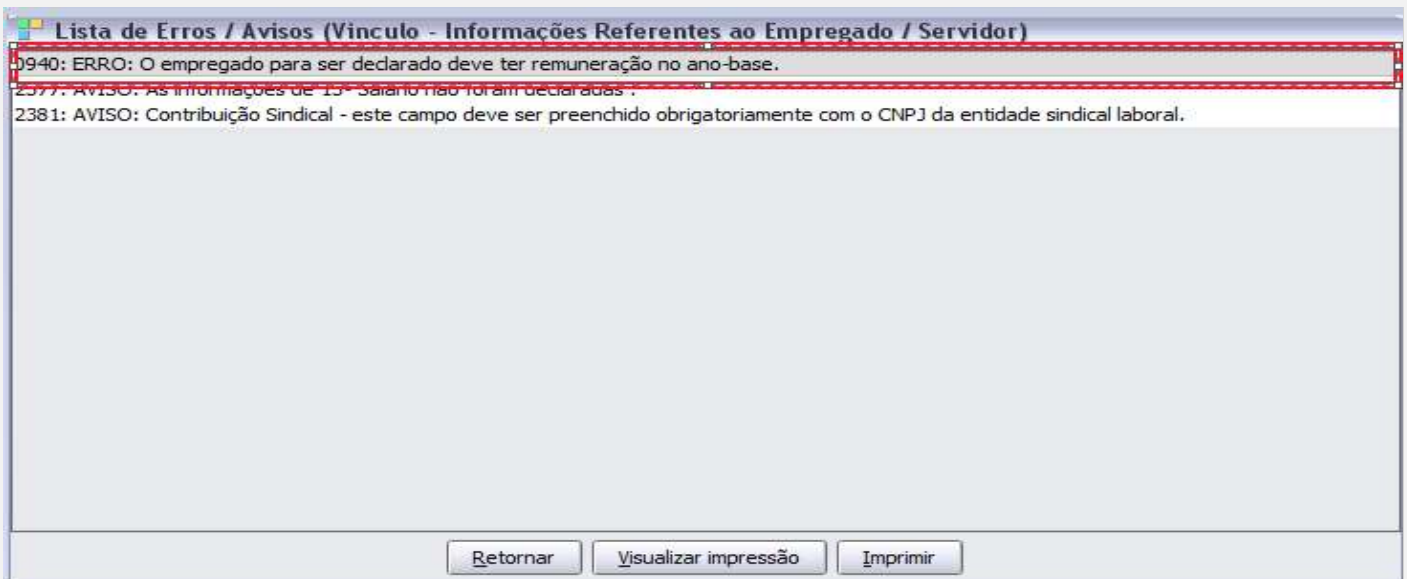 Lista de Erros / Avisos (Vinculo - Informações Referentes ao Empregado / Servidor)
0940: ERRO: O empregado para ser declarado deve ter remuneração no ano-base.
2377: AVISO: As informações de 13º Salário não foram declaradas .
2381: AVISO: Contribuição Sindical - este campo deve ser preenchido obrigatoriamente com o CNPJ da entidade sindical laboral.
Retornar
Visualizar impressão
Imprimir